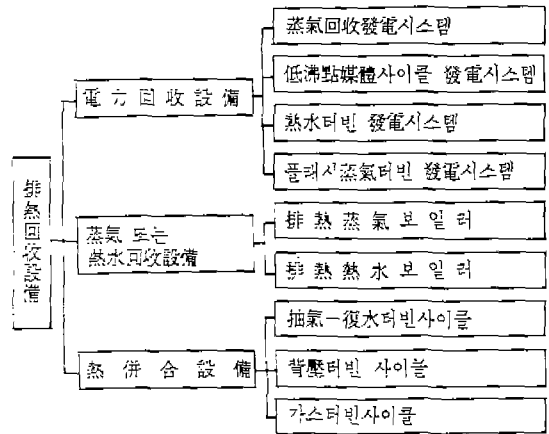 蒸氣回收發電시스템
低沸點媒體사이클 發電시스템
電力回收設備
熱水터빈 發電시스템
플래시蒸氣터빈 發電시스템
排熱回收設備
蒸氣 또는
熱水回收設備
排熱蒸氣보일러
排熱熱水보일러
抽氣－復水터빈사이클
熱併合設備
背壓터빈 사이클
가스터빈사이클